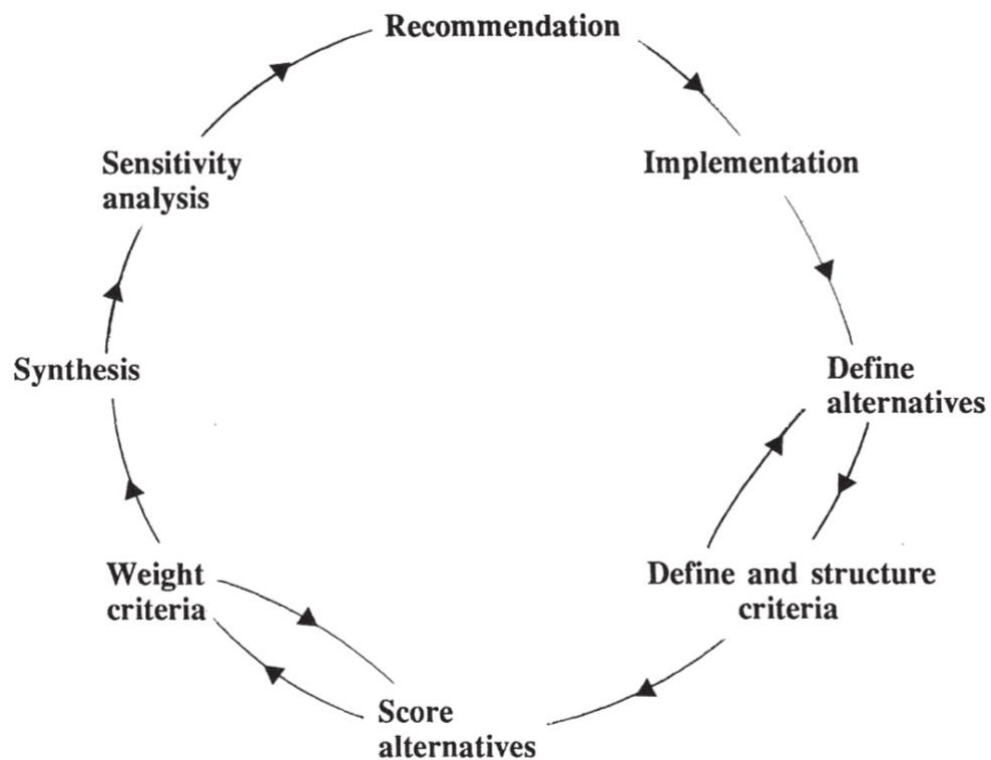 Recommendation
Implementation
Sensitivity
analysis
Synthesis
Define
alternatives
Weight
criteria
Define and structure
criteria
Score
alternatives